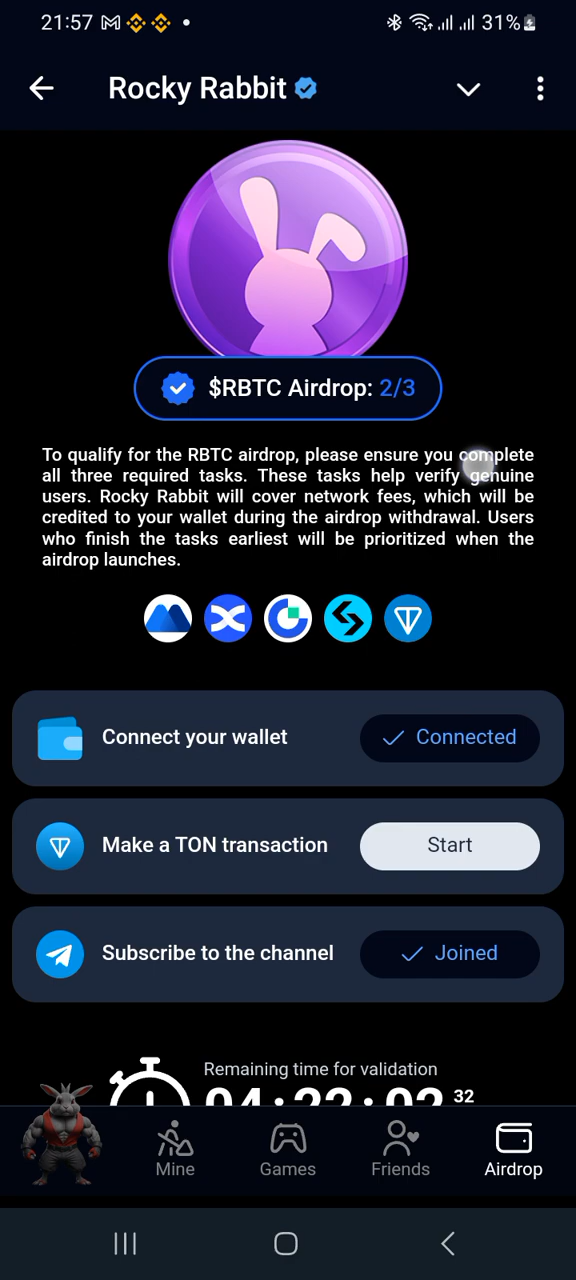 21:57 31%
Rocky Rabbit
$RBTC Airdrop: 2/3
To qualify for the RBTC airdrop, please ensure you complete
all three required tasks. These tasks help verify genuine
users. Rocky Rabbit will cover network fees, which will be
credited to your wallet during the airdrop withdrawal. Users
who finish the tasks earliest will be prioritized when the
airdrop launches.
Connect your wallet Connected
Make a TON transaction Start
Subscribe to the channel Joined
Remaining time for validation
04:22:02 32
Mine Games Friends Airdrop